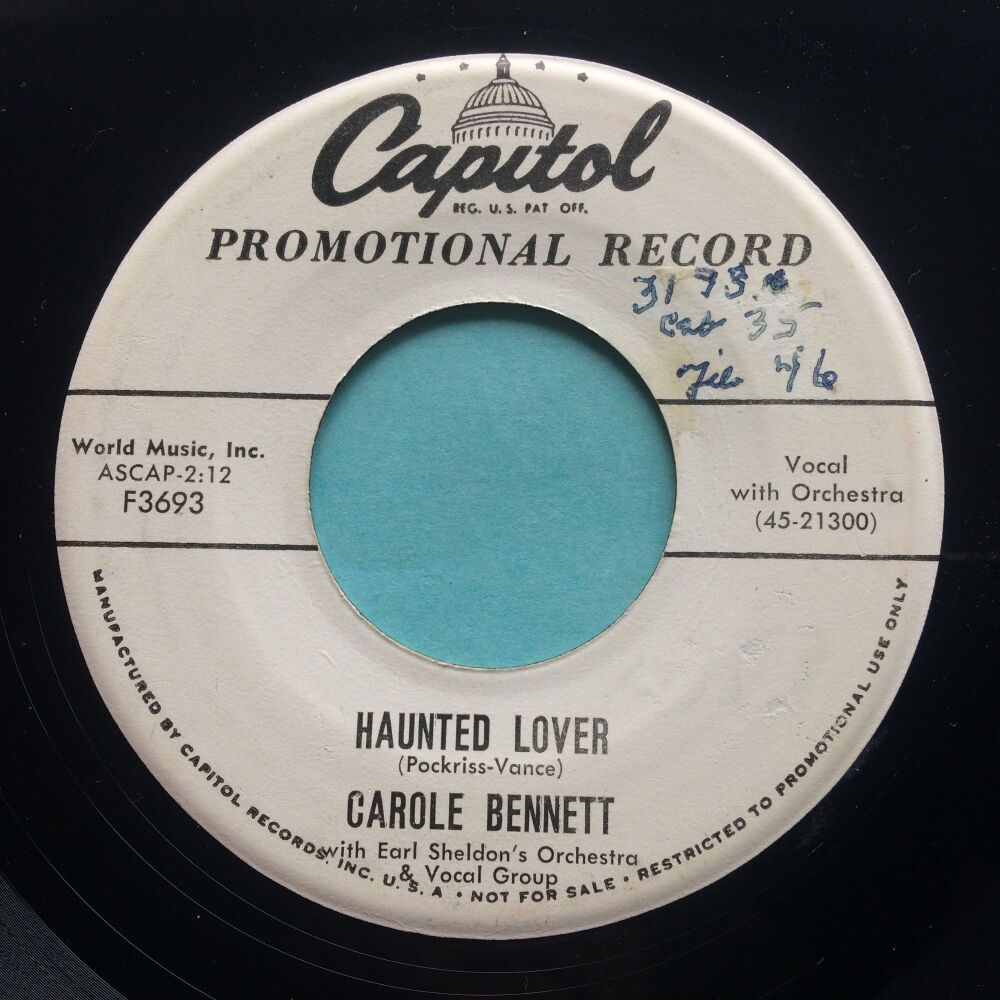 Capitol
REG. U.S. PAT OFF.
PROMOTIONAL RECORD
3193
35
World Music, Inc.
ASCAP-2:12
F3693
Vocal
with Orchestra
(45-21300)
HAUNTED LOVER
(Pockriss-Vance)
CAROLE BENNETT
with Earl Sheldon's Orchestra
& Vocal Group
MANUFACTURED BY CAPITOL RECORDS, INC. U.S.A • NOT FOR SALE • RESTRICTED TO PROMOTIONAL USE ONLY